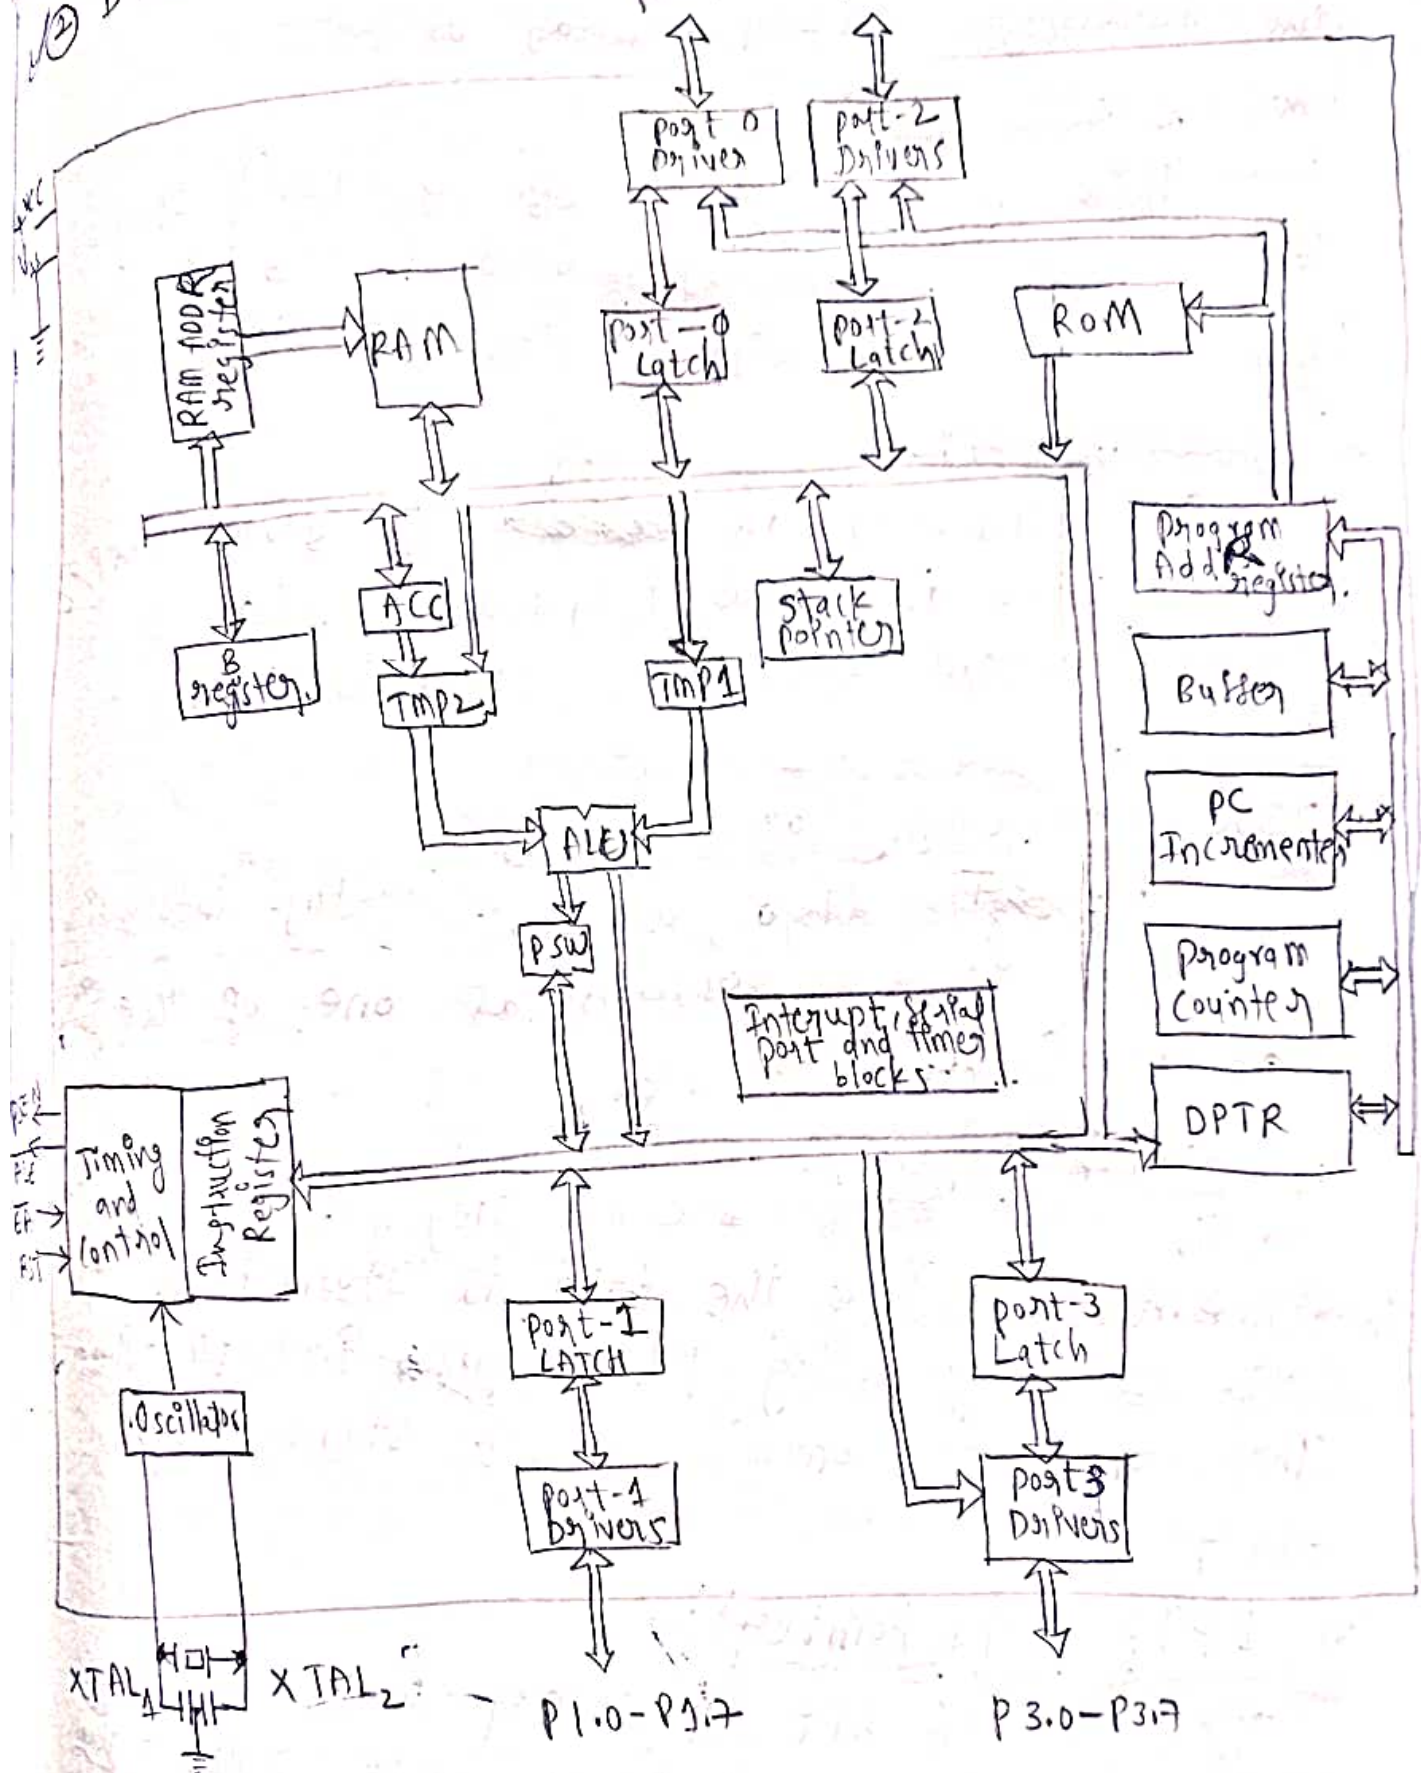 2
port 0
Driver
port-2
Drivers
Vcc
Vss
RAM ADDR
register
RAM
port-0
Latch
port-2
Latch
ROM
Program
Add R
register.
ACC
stack
pointer
B
register.
TMP2
TMP1
Buffer
ALU
PC
Incrementer
PSW
Program
Counter
Interupt, serial
port and timer
blocks
DPTR
Timing
and
control
Instruction
Register
EA
RST
port-1
LATCH
port-3
Latch
Oscillator
port-1
Drivers
port3
Drivers
XTAL1
XTAL2
P1.0-P1.7
P3.0-P3.7